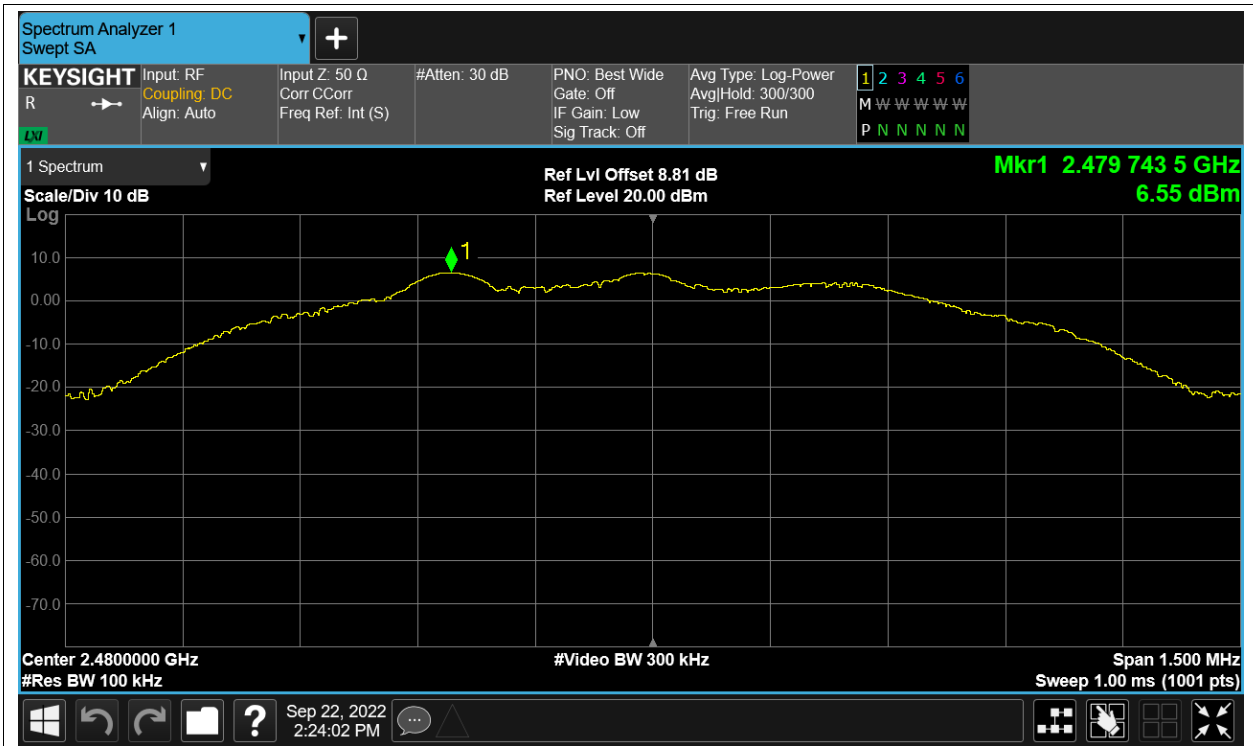 Spectrum Analyzer 1
Swept SA
+
KEYSIGHT
R
LXI
Input: RF
Coupling: DC
Align: Auto
Input Z: 50 Ω
Corr CCorr
Freq Ref: Int (S)
#Atten: 30 dB
PNO: Best Wide
Gate: Off
IF Gain: Low
Sig Track: Off
Avg Type: Log-Power
Avg|Hold: 300/300
Trig: Free Run
1 2 3 4 5 6
M W W W W W
P N N N N N
1 Spectrum
Scale/Div 10 dB
Log
Ref Lvl Offset 8.81 dB
Ref Level 20.00 dBm
Mkr1 2.479 743 5 GHz
6.55 dBm
1
10.0
0.00
-10.0
-20.0
-30.0
-40.0
-50.0
-60.0
-70.0
Center 2.4800000 GHz
#Res BW 100 kHz
#Video BW 300 kHz
Span 1.500 MHz
Sweep 1.00 ms (1001 pts)
?
Sep 22, 2022
2:24:02 PM